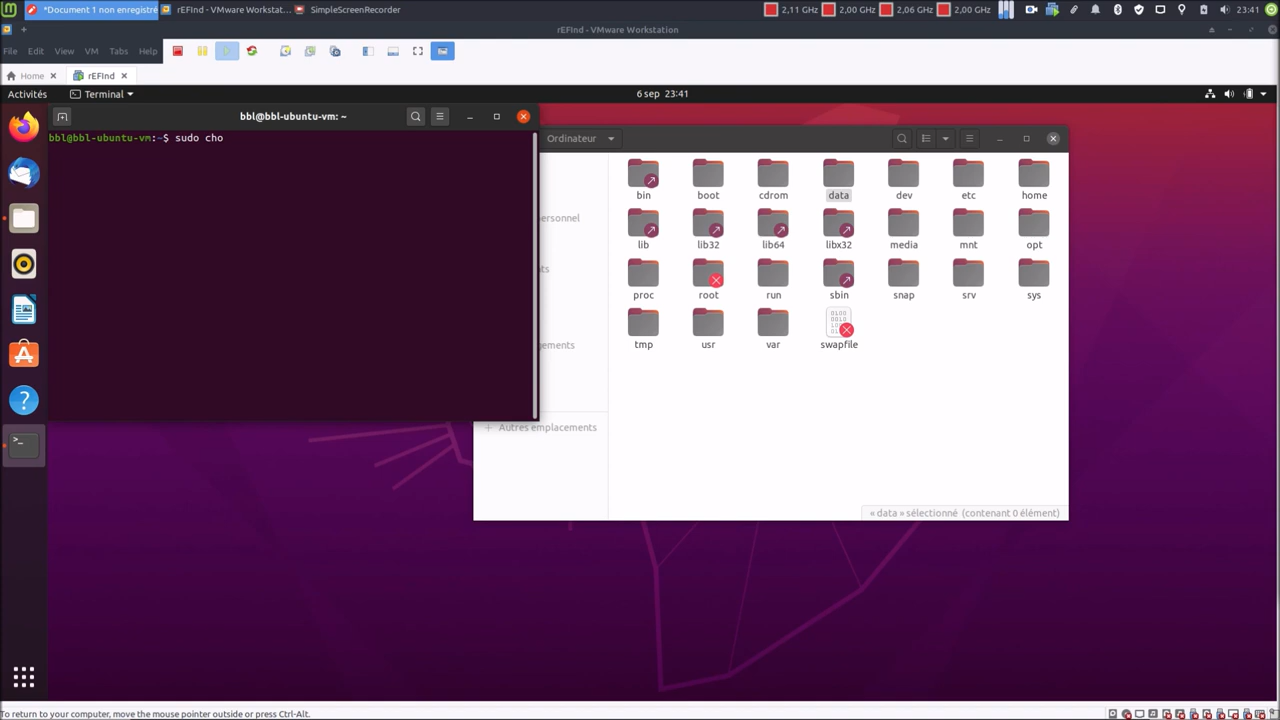 *Document 1 non enregistré
rEFInd - VMware Workstat...
SimpleScreenRecorder
2,11 GHz
2,00 GHz
2,06 GHz
2,00 GHz
23:41
rEFInd - VMware Workstation
File Edit View VM Tabs Help
Home
rEFInd
Activités
Terminal
6 sep 23:41
bbl@bbl-ubuntu-vm: ~
bbl@bbl-ubuntu-vm:~$ sudo cho
Ordinateur
bin boot cdrom data dev etc home
lib lib32 lib64 libx32 media mnt opt
proc root run sbin snap srv sys
tmp usr var swapfile
ersonnel
ts
gements
+ Autres emplacements
« data » sélectionné (contenant 0 élément)
To return to your computer, move the mouse pointer outside or press Ctrl-Alt.